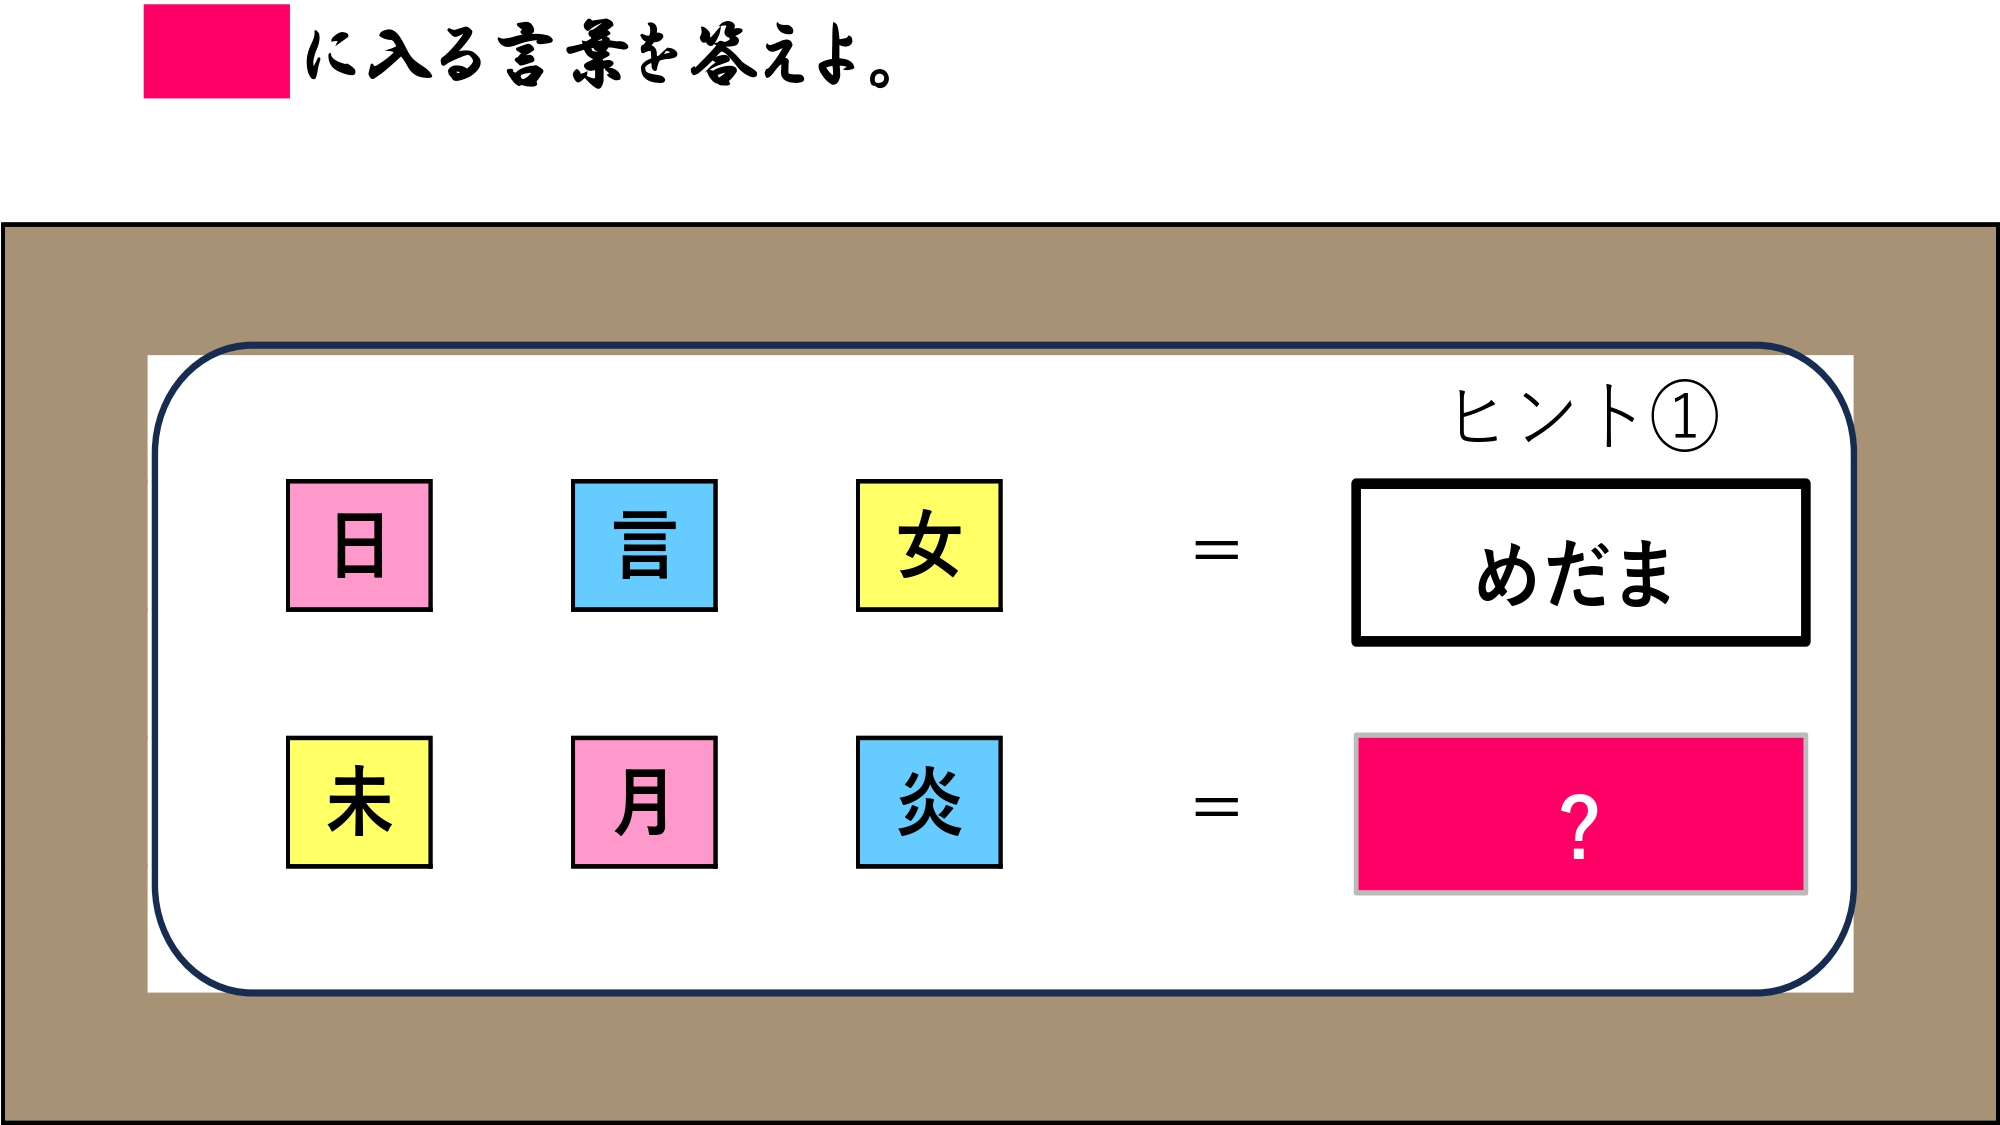 に入る言葉を答えよ。
ヒント①
日 言 女 = めだま
未 月 炎 = ?